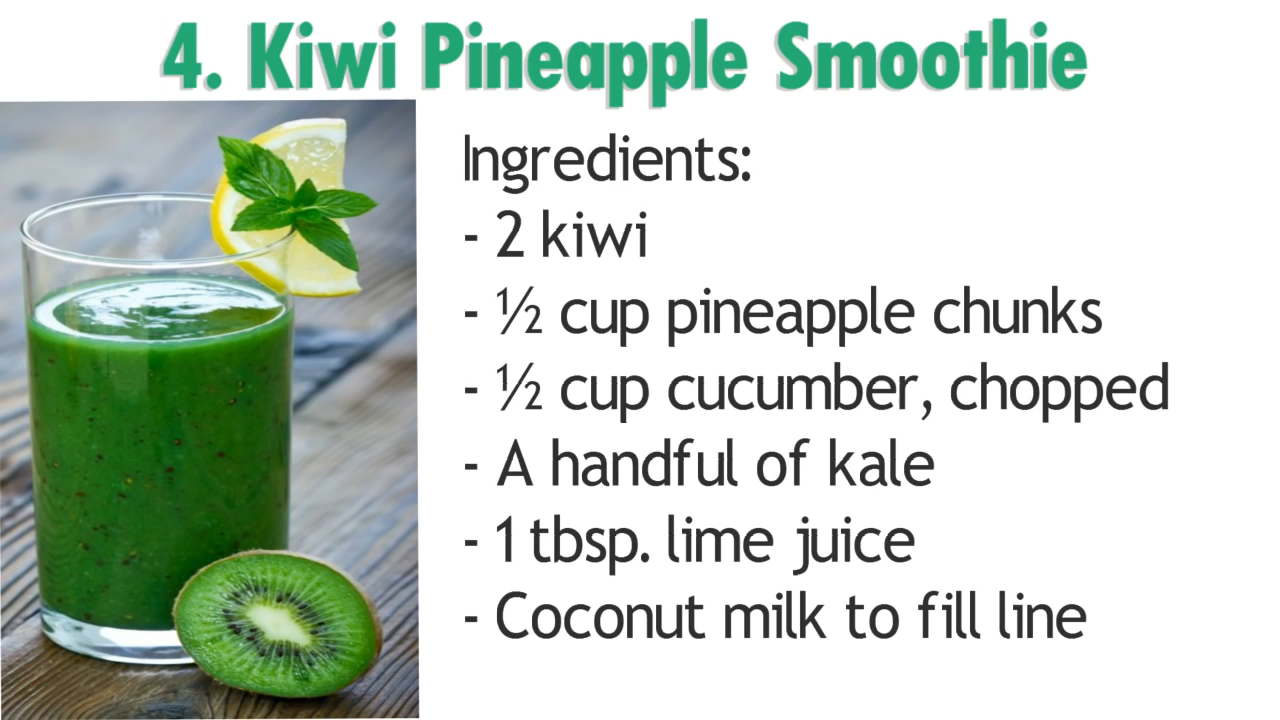 4. Kiwi Pineapple Smoothie
Ingredients:
- 2 kiwi
- ½ cup pineapple chunks
- ½ cup cucumber, chopped
- A handful of kale
- 1 tbsp. lime juice
- Coconut milk to fill line